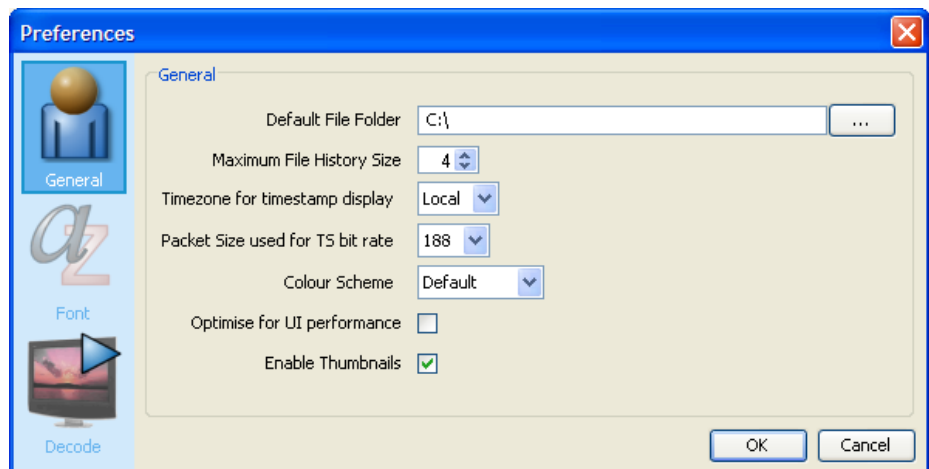 Preferences
General
General
Default File Folder C:\ ...
Maximum File History Size 4
Timezone for timestamp display Local
Packet Size used for TS bit rate 188
Colour Scheme Default
Optimise for UI performance
Enable Thumbnails
a z
Font
Decode
OK Cancel